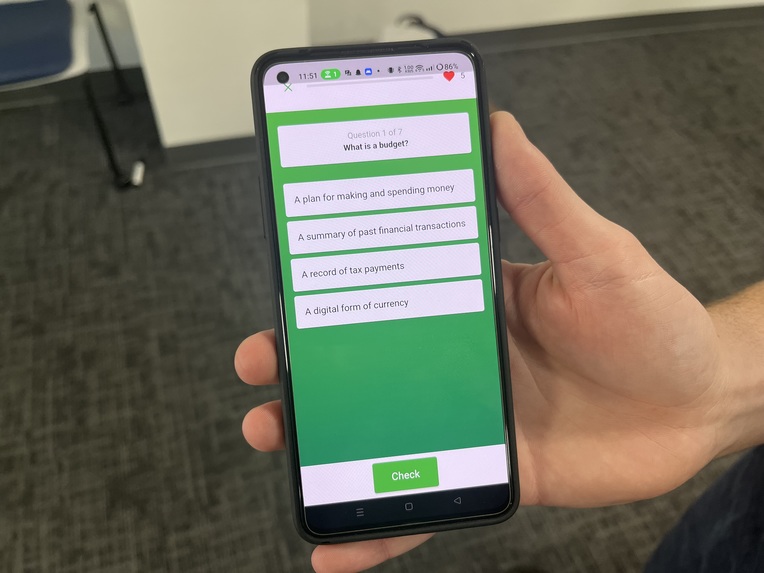 11:51 1 86%
5
Question 1 of 7
What is a budget?
A plan for making and spending money
A summary of past financial transactions
A record of tax payments
A digital form of currency
Check